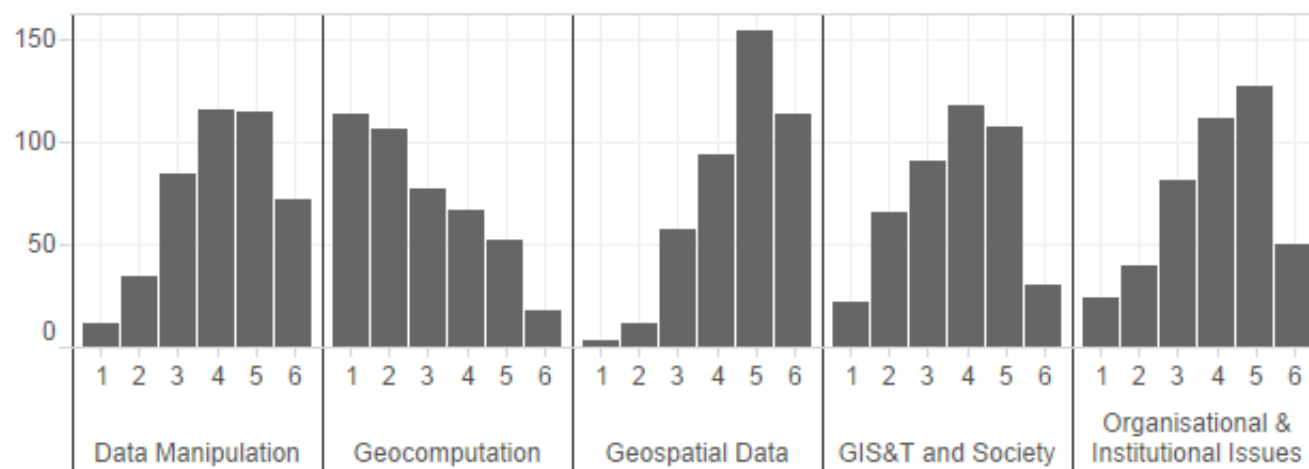 150
100
50
0
1 2 3 4 5 6 1 2 3 4 5 6 1 2 3 4 5 6 1 2 3 4 5 6 1 2 3 4 5 6
Data Manipulation
Geocomputation
Geospatial Data
GIS&T and Society
Organisational &
Institutional Issues